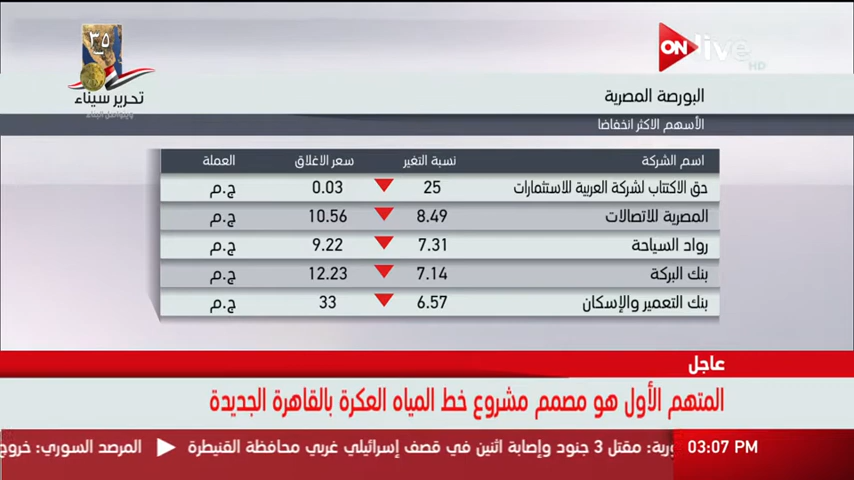 ٣٥
تحرير سيناء
ON live
HD
البورصة المصرية
الأسهم الاكثر انخفاضا
اسم الشركة نسبة التغير سعر الاغلاق العملة
حق الاكتتاب لشركة العربية للاستثمارات 25 0.03 ج.م
المصرية للاتصالات 8.49 10.56 ج.م
رواد السياحة 7.31 9.22 ج.م
بنك البركة 7.14 12.23 ج.م
بنك التعمير والإسكان 6.57 33 ج.م
عاجل
المتهم الأول هو مصمم مشروع خط المياه العكرة بالقاهرة الجديدة
03:07 PM
ورية: مقتل 3 جنود وإصابة اثنين في قصف إسرائيلي غربي محافظة القنيطرة المرصد السوري: خروج